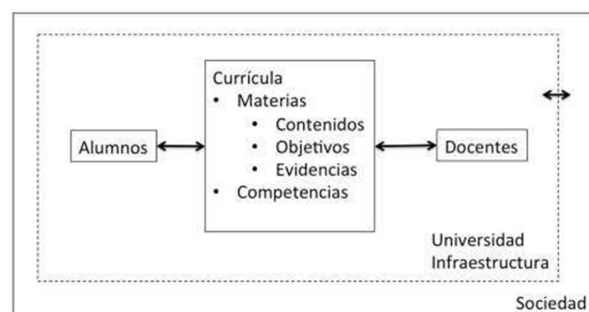 Currícula
• Materias
• Contenidos
• Objetivos
• Evidencias
• Competencias
Alumnos
Docentes
Universidad
Infraestructura
Sociedad